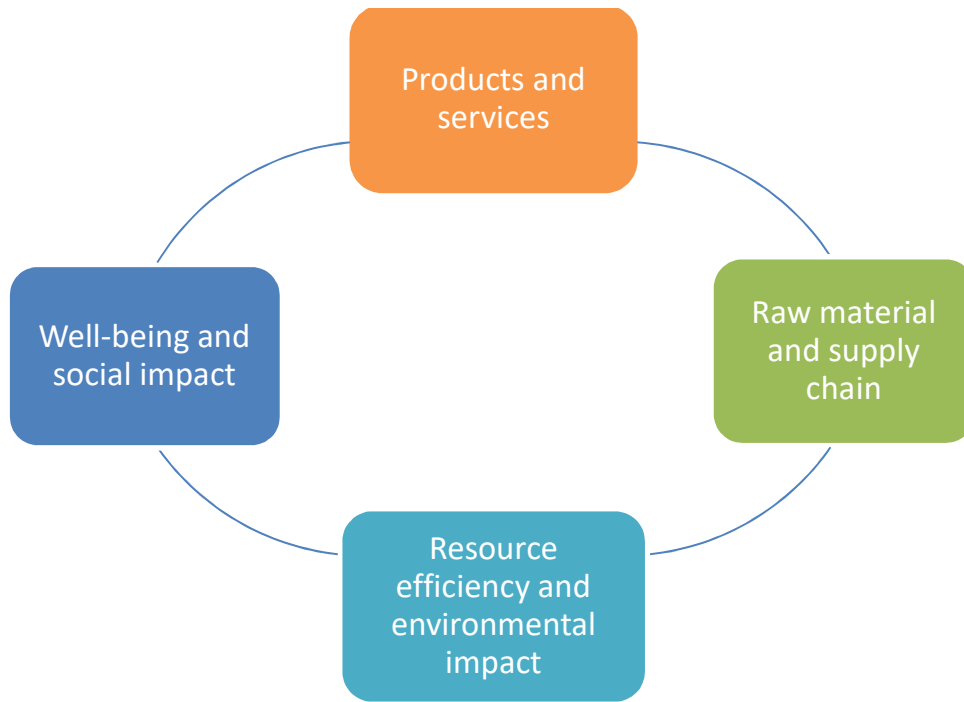 Products and
services
Well-being and
social impact
Raw material
and supply
chain
Resource
efficiency and
environmental
impact